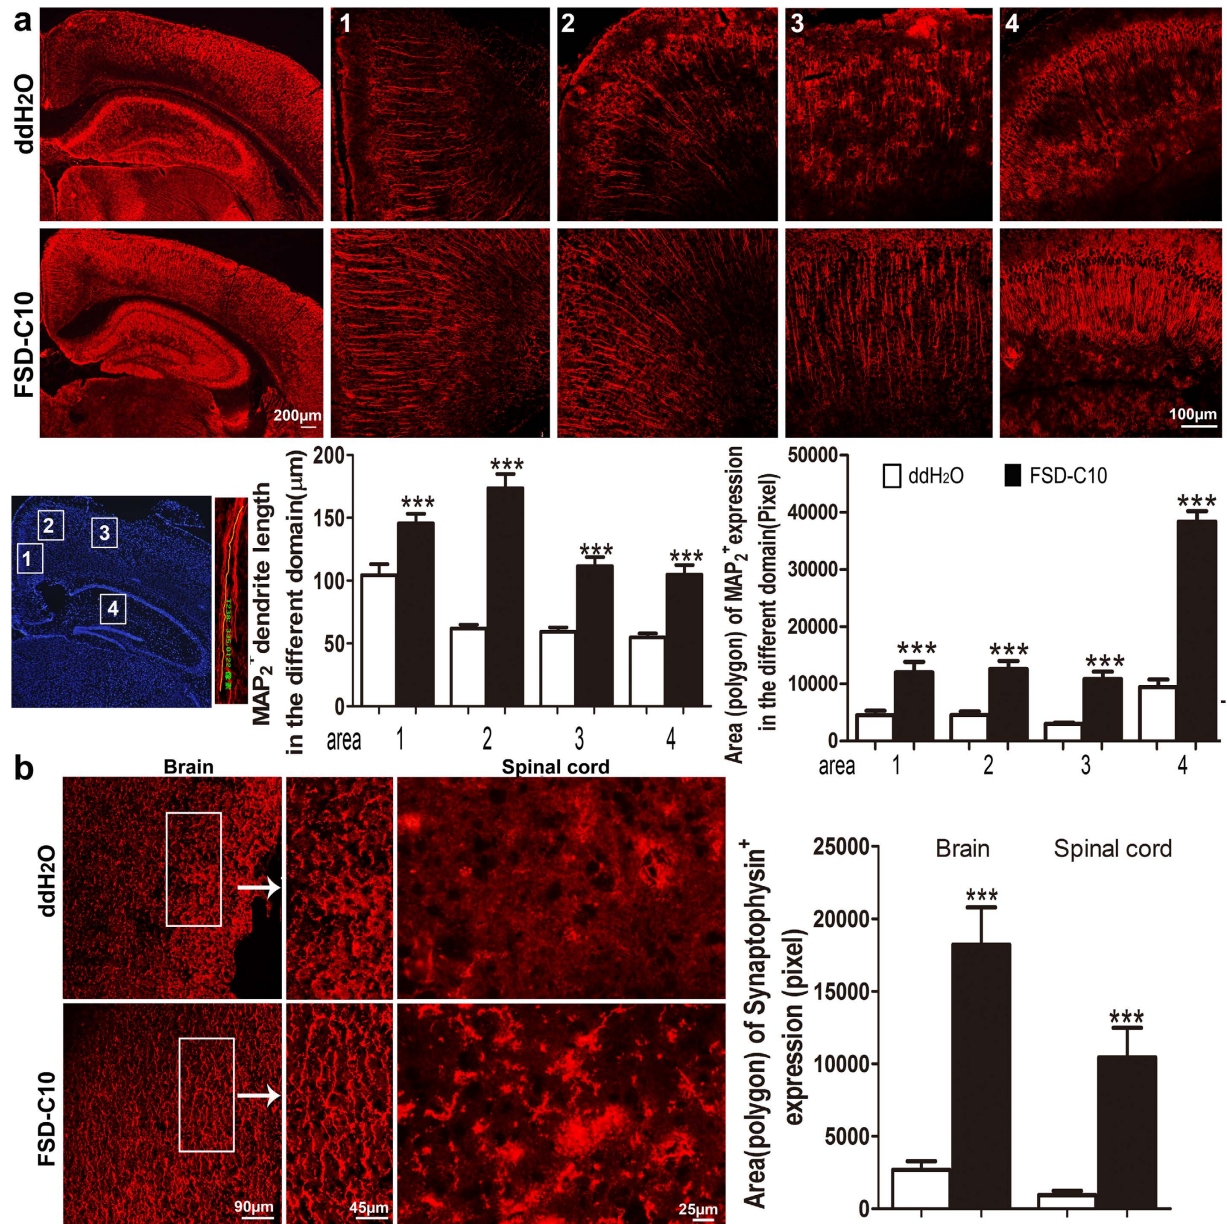 a
1
2
3
4
ddH2O
FSD-C10
200μm
100μm
1
2
3
4
MAP2+ dendrite length
in the different domain(μm)
200
150
100
50
0
***
***
***
***
area 1 2 3 4
Area (polygon) of MAP2+ expression
in the different domain(Pixel)
50000
40000
30000
20000
10000
0
ddH2O FSD-C10
***
***
***
***
area 1 2 3 4
b
Brain
Spinal cord
ddH2O
FSD-C10
90μm
45μm
25μm
Area(polygon) of Synaptophysin+
expression (pixel)
25000
20000
15000
10000
5000
0
Brain Spinal cord
***
***